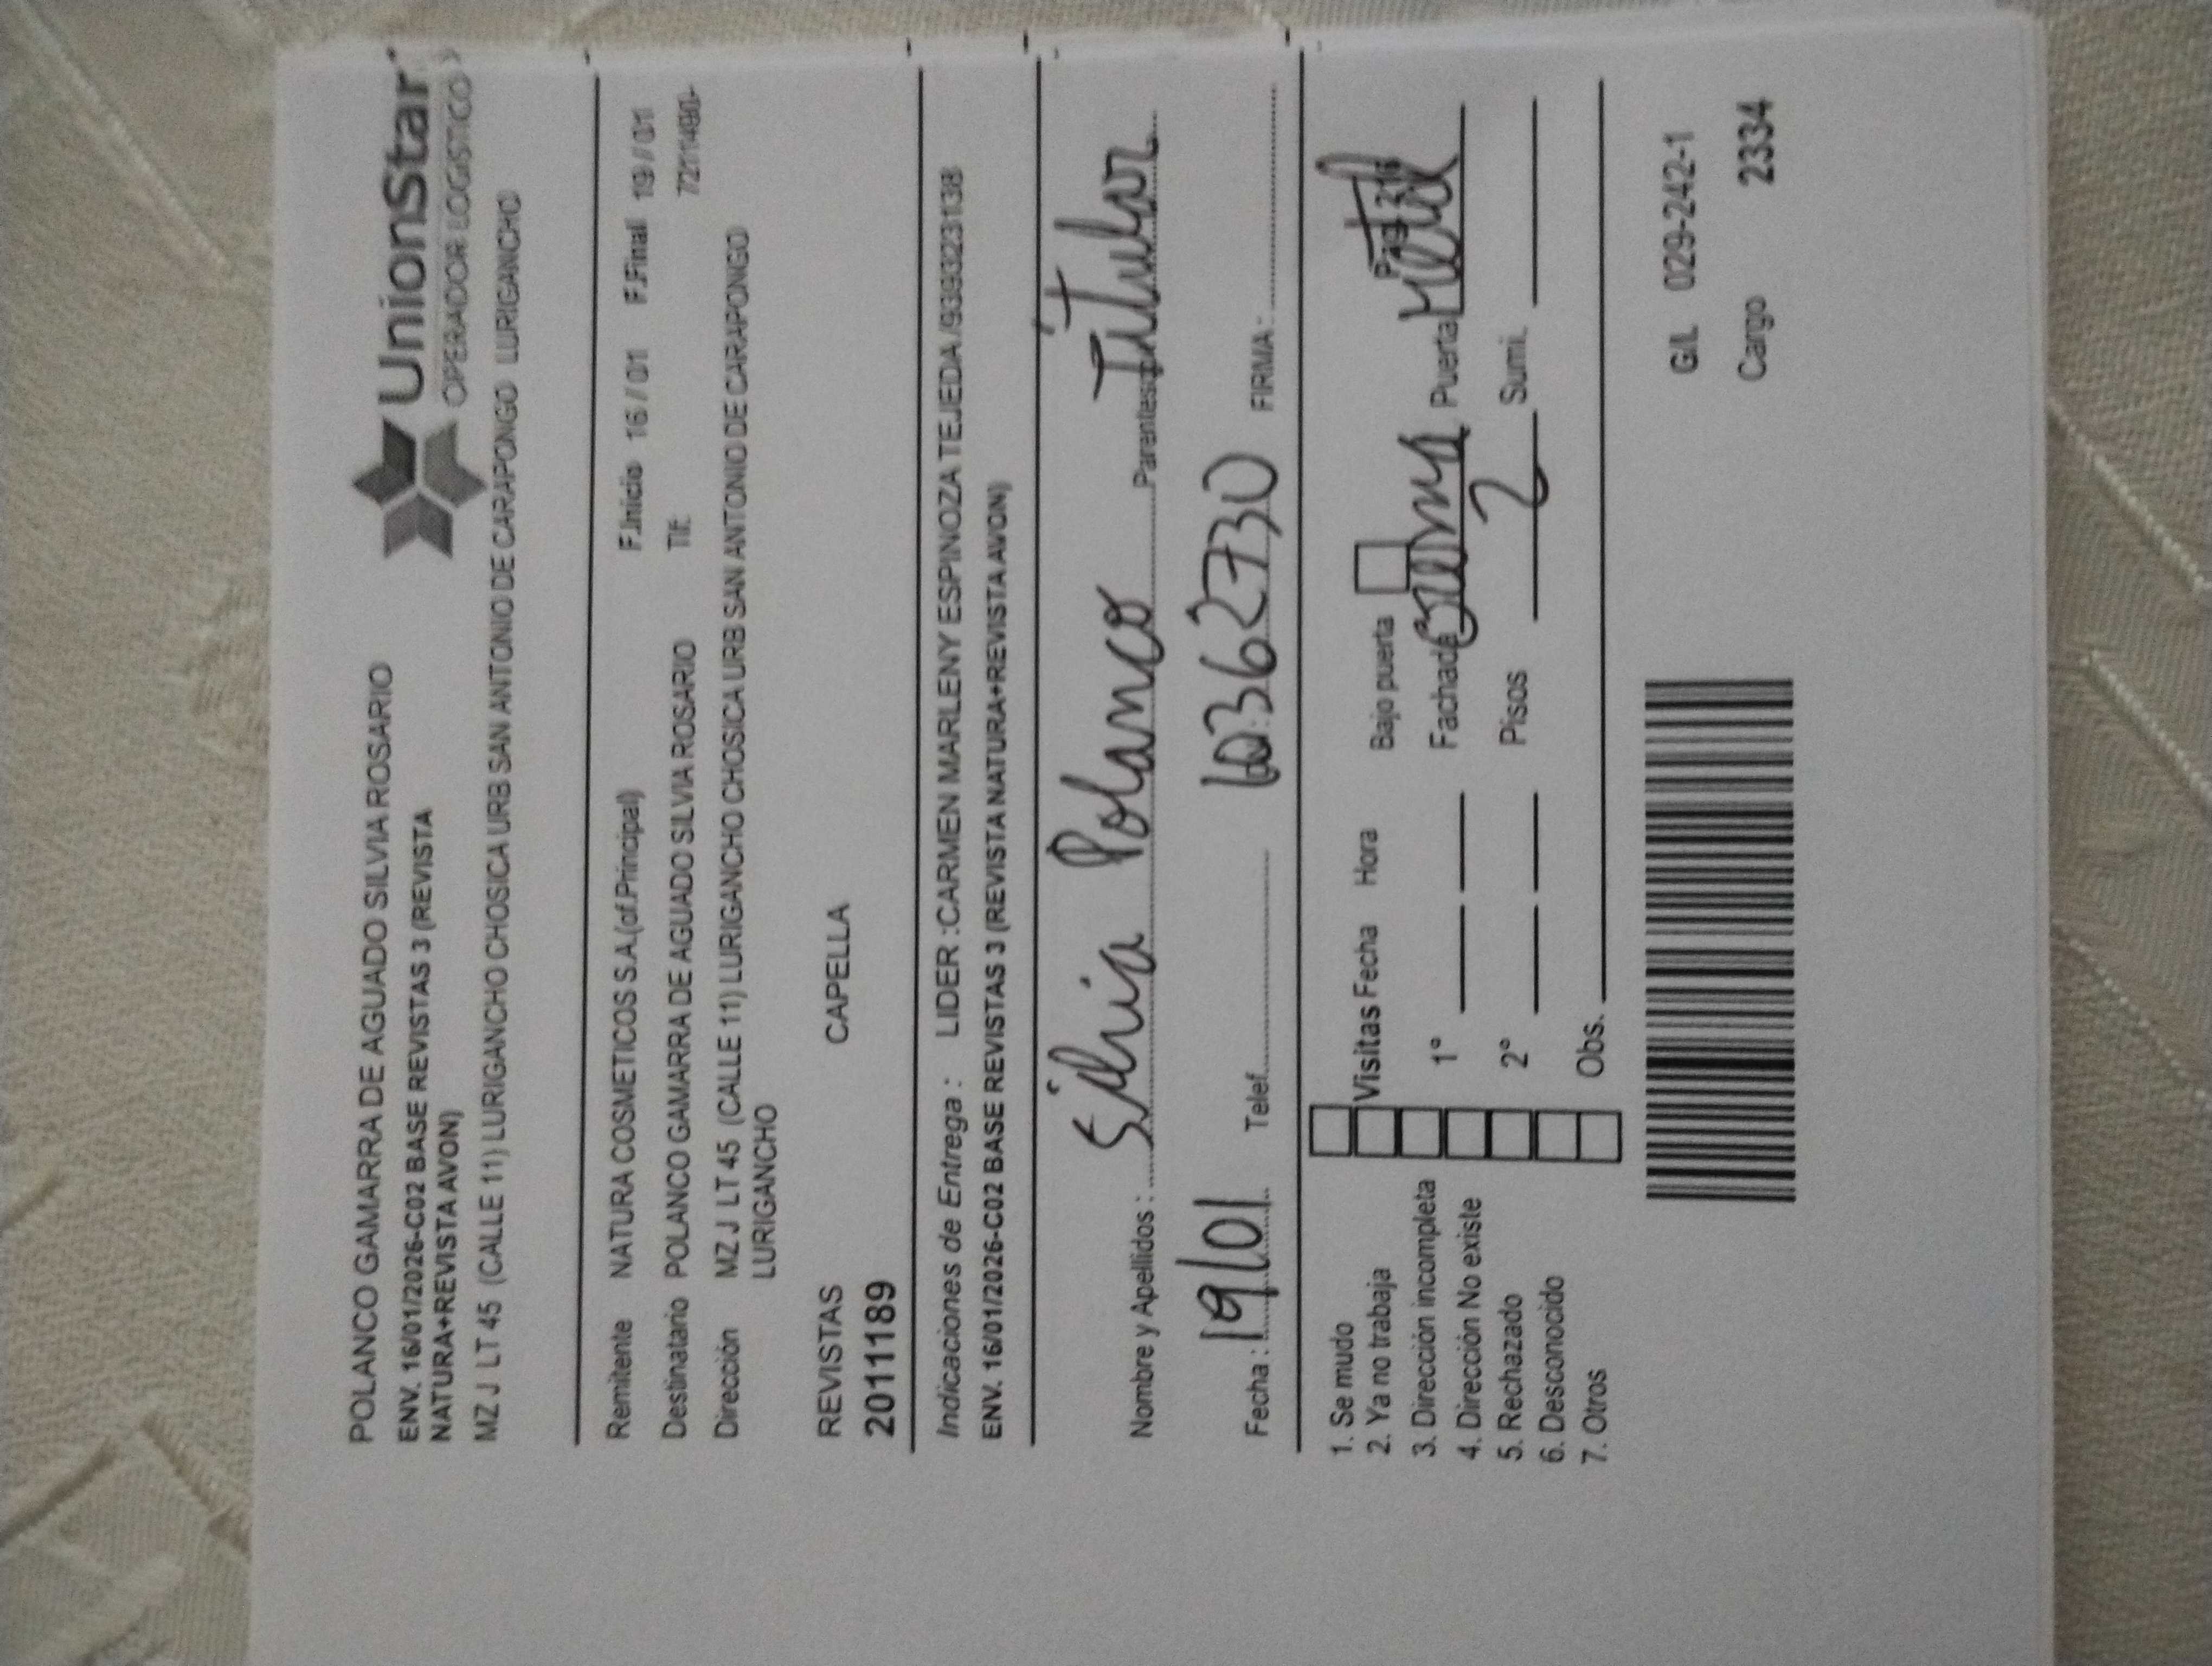 UnionStar
OPERADOR LOGISTICO
POLANCO GAMARRA DE AGUADO SILVIA ROSARIO
ENV. 16/01/2026-C02 BASE REVISTAS 3 (REVISTA
NATURA+REVISTA AVON)
MZ J LT 45 (CALLE 11) LURIGANCHO CHOSICA URB SAN ANTONIO DE CARAPONGO LURIGANCHO
Remitente NATURA COSMETICOS S.A.(of.Principal) F.Inicio 16 / 01 F.Final 19 / 01
Destinatario POLANCO GAMARRA DE AGUADO SILVIA ROSARIO Tlf:
Dirección MZ J LT 45 (CALLE 11) LURIGANCHO CHOSICA URB SAN ANTONIO DE CARAPONGO
LURIGANCHO
REVISTAS CAPELLA
2011189
Indicaciones de Entrega : LIDER :CARMEN MARLENY ESPINOZA TEJEDA /939323138
ENV. 16/01/2026-C02 BASE REVISTAS 3 (REVISTA NATURA+REVISTA AVON)
Nombre y Apellidos : Silvia Polanco Parentesco Titular
Fecha : 19/01 Telef. ID: 362730 FIRMA :
1. Se mudo
2. Ya no trabaja
3. Dirección incompleta
4. Dirección No existe
5. Rechazado
6. Desconocido
7. Otros
Visitas Fecha Hora Bajo puerta
1° Fachada Puerta Metal
2° Pisos 2 Sumi.
Obs.
G/L 029-242-1
Cargo 2334